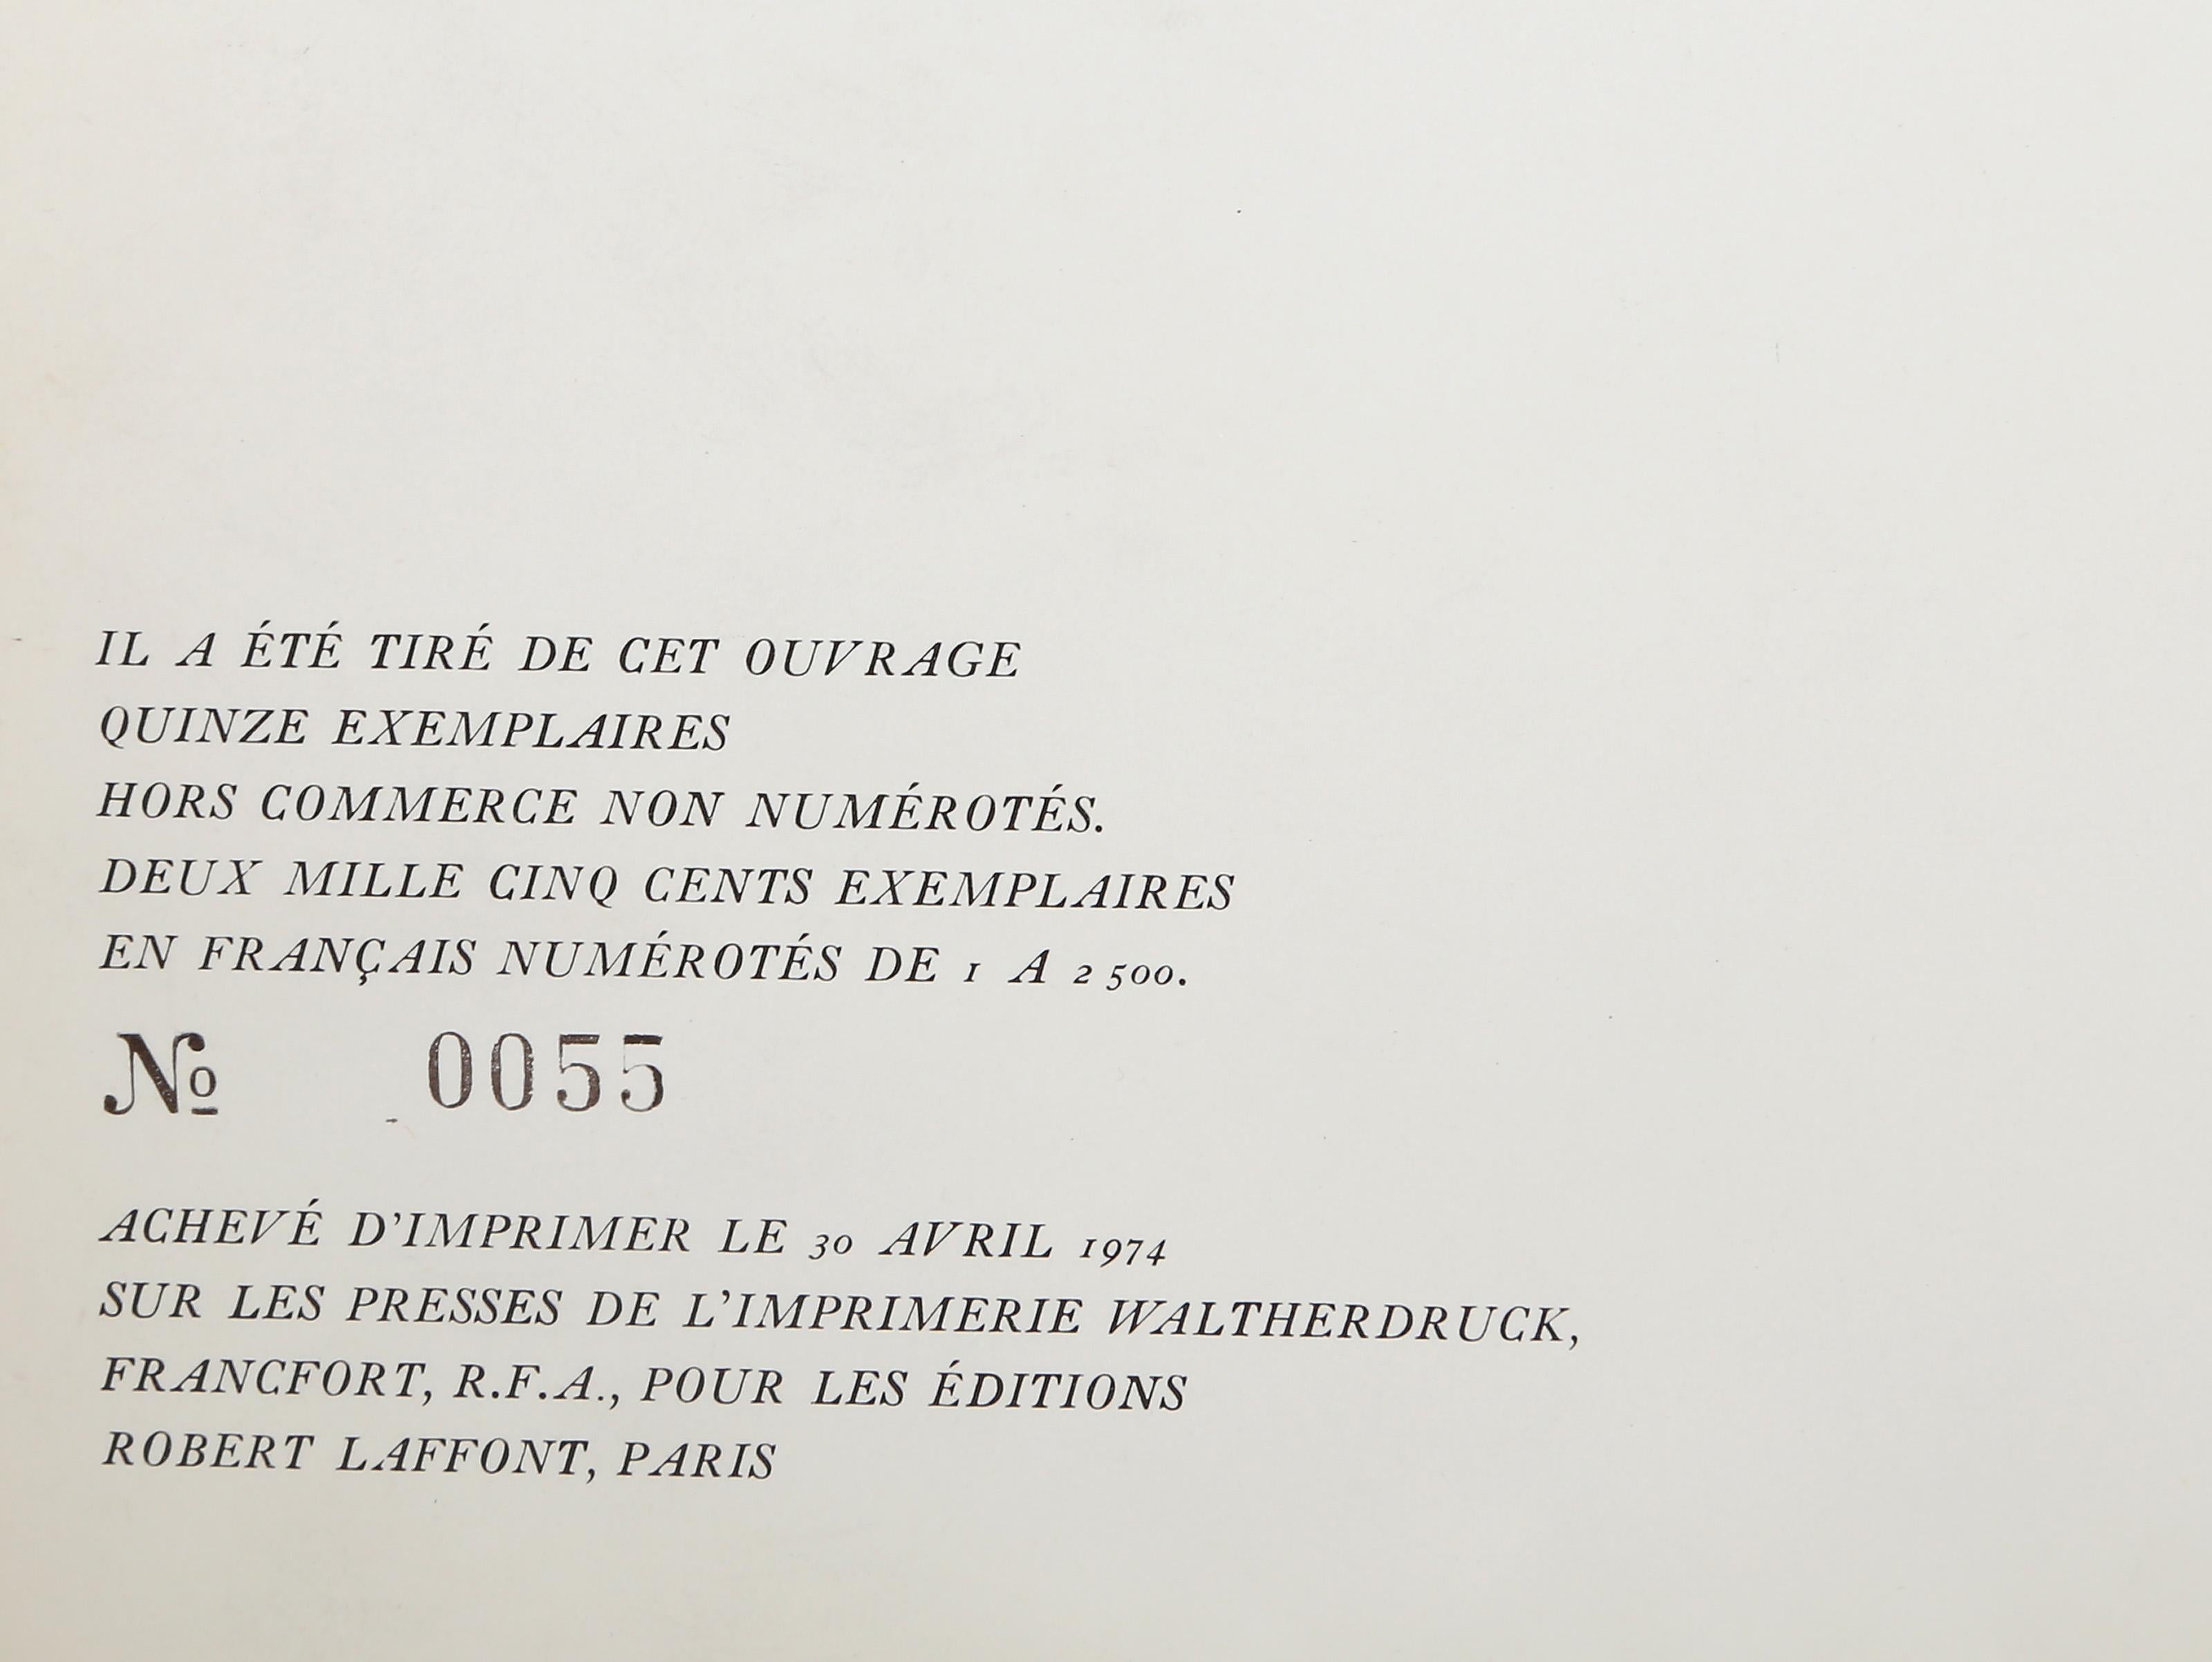 IL A ÉTÉ TIRÉ DE CET OUVRAGE
QUINZE EXEMPLAIRES
HORS COMMERCE NON NUMÉROTÉS.
DEUX MILLE CINQ CENTS EXEMPLAIRES
EN FRANÇAIS NUMÉROTÉS DE 1 A 2 500.
№ 0055
ACHEVÉ D'IMPRIMER LE 30 AVRIL 1974
SUR LES PRESSES DE L'IMPRIMERIE WALTHERDRUCK,
FRANCFORT, R.F.A., POUR LES ÉDITIONS
ROBERT LAFFONT, PARIS